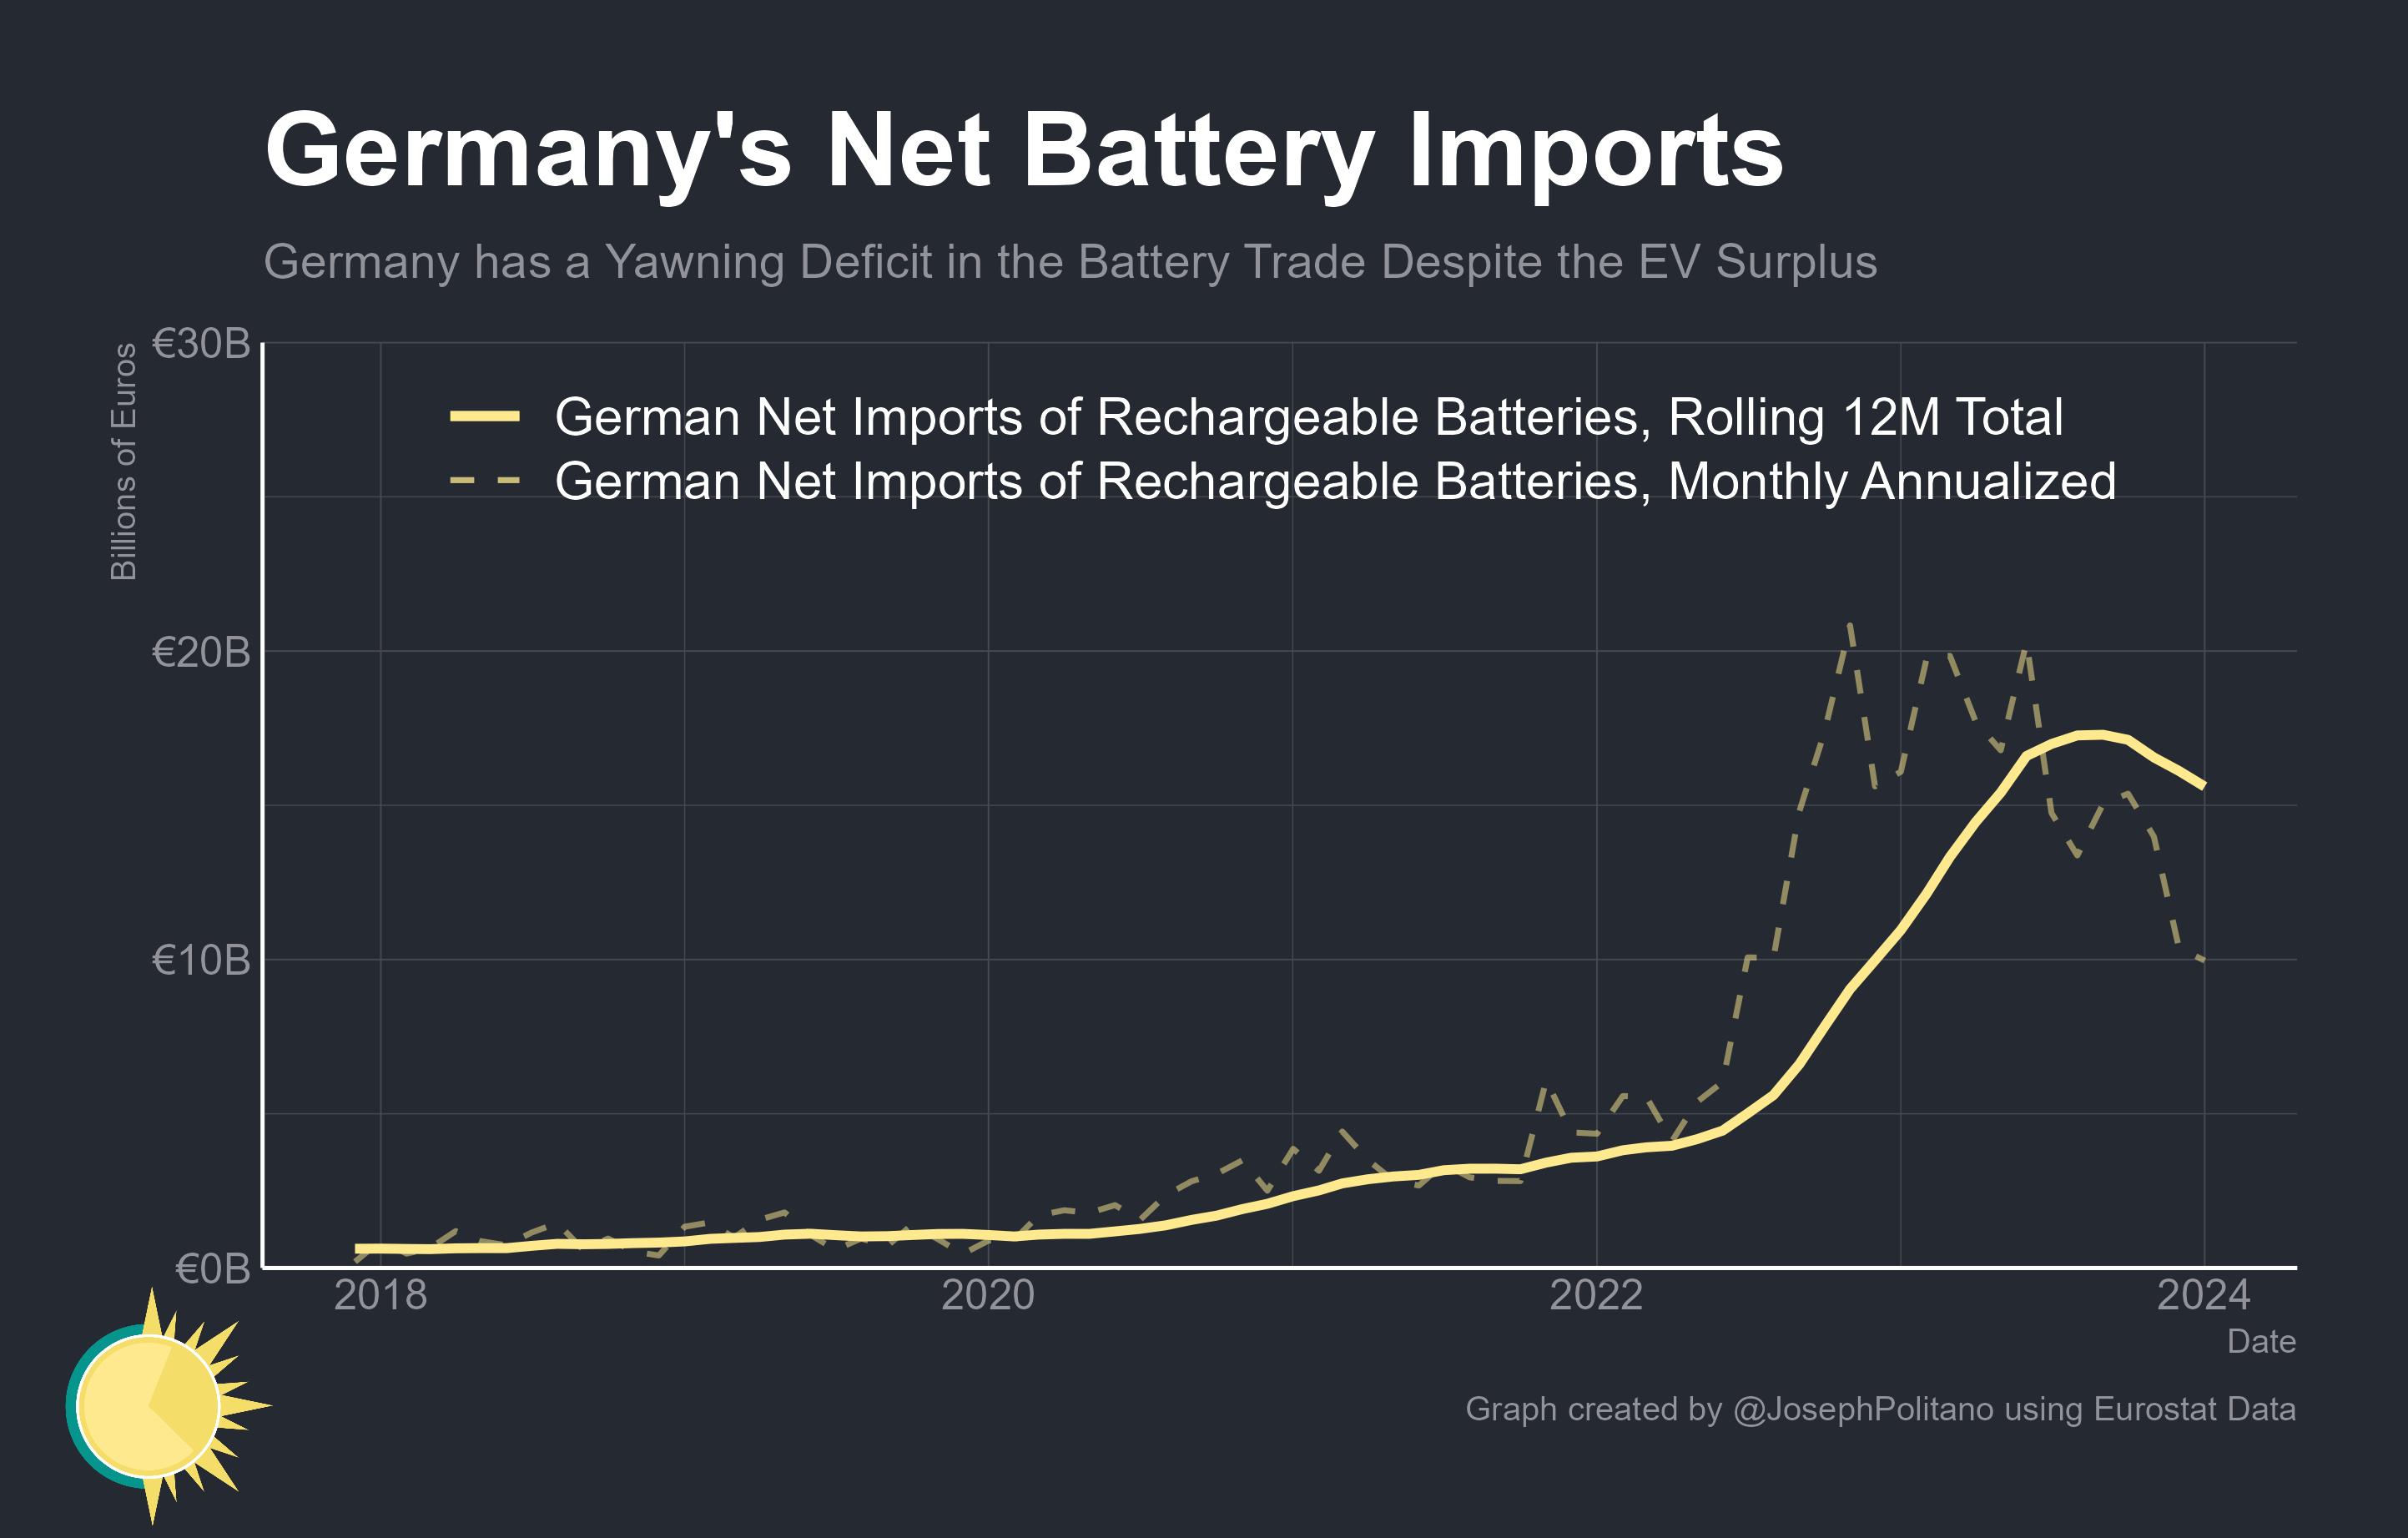 Germany's Net Battery Imports
Germany has a Yawning Deficit in the Battery Trade Despite the EV Surplus
Billions of Euros
€30B
€20B
€10B
€0B
German Net Imports of Rechargeable Batteries, Rolling 12M Total
German Net Imports of Rechargeable Batteries, Monthly Annualized
2018 2020 2022 2024
Date
Graph created by @JosephPolitano using Eurostat Data